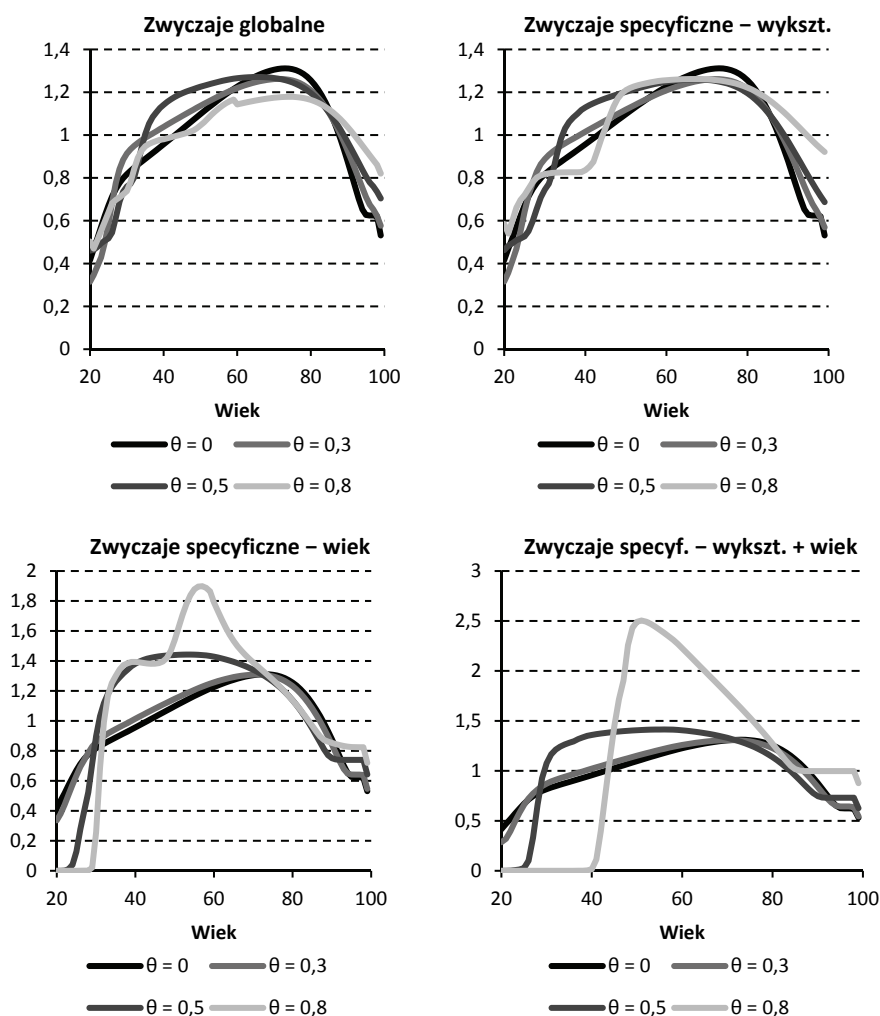 Zwyczaje globalne
1,4
1,2
1
0,8
0,6
0,4
0,2
0
20 40 60 80 100
Wiek
θ = 0 θ = 0,3
θ = 0,5 θ = 0,8
Zwyczaje specyficzne – wykszt.
1,4
1,2
1
0,8
0,6
0,4
0,2
0
20 40 60 80 100
Wiek
θ = 0 θ = 0,3
θ = 0,5 θ = 0,8
Zwyczaje specyficzne – wiek
2
1,8
1,6
1,4
1,2
1
0,8
0,6
0,4
0,2
0
20 40 60 80 100
Wiek
θ = 0 θ = 0,3
θ = 0,5 θ = 0,8
Zwyczaje specyf. – wykszt. + wiek
3
2,5
2
1,5
1
0,5
0
20 40 60 80 100
Wiek
θ = 0 θ = 0,3
θ = 0,5 θ = 0,8